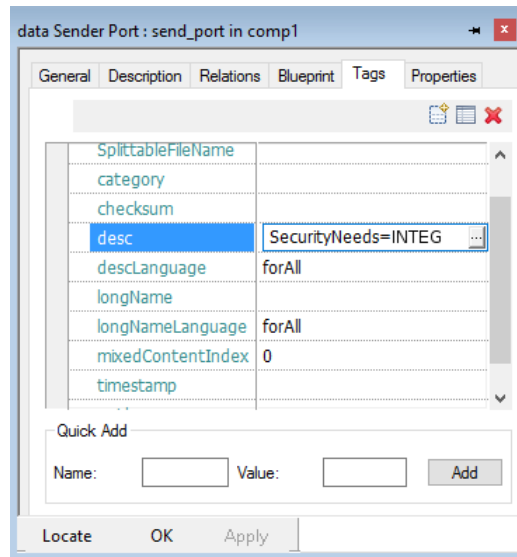 data Sender Port : send_port in comp1
General Description Relations Blueprint Tags Properties
SplittableFileName
category
checksum
desc SecurityNeeds=INTEG ...
descLanguage forAll
longName
longNameLanguage forAll
mixedContentIndex 0
timestamp
Quick Add
Name: Value: Add
Locate OK Apply